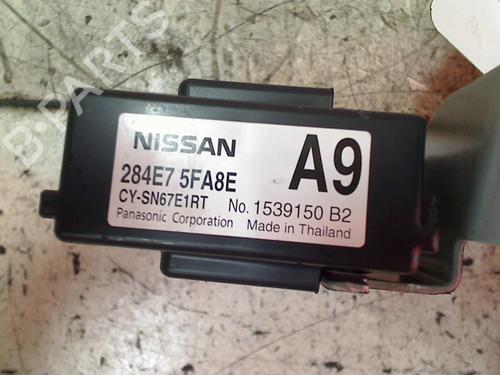 B-PARTS
NISSAN
A9
284E7 5FA8E
CY-SN67E1RT No. 1539150 B2
Panasonic Corporation Made in Thailand